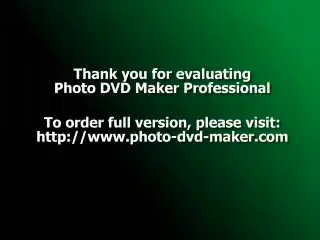 Thank you for evaluating
Photo DVD Maker Professional
To order full version, please visit:
http://www.photo-dvd-maker.com